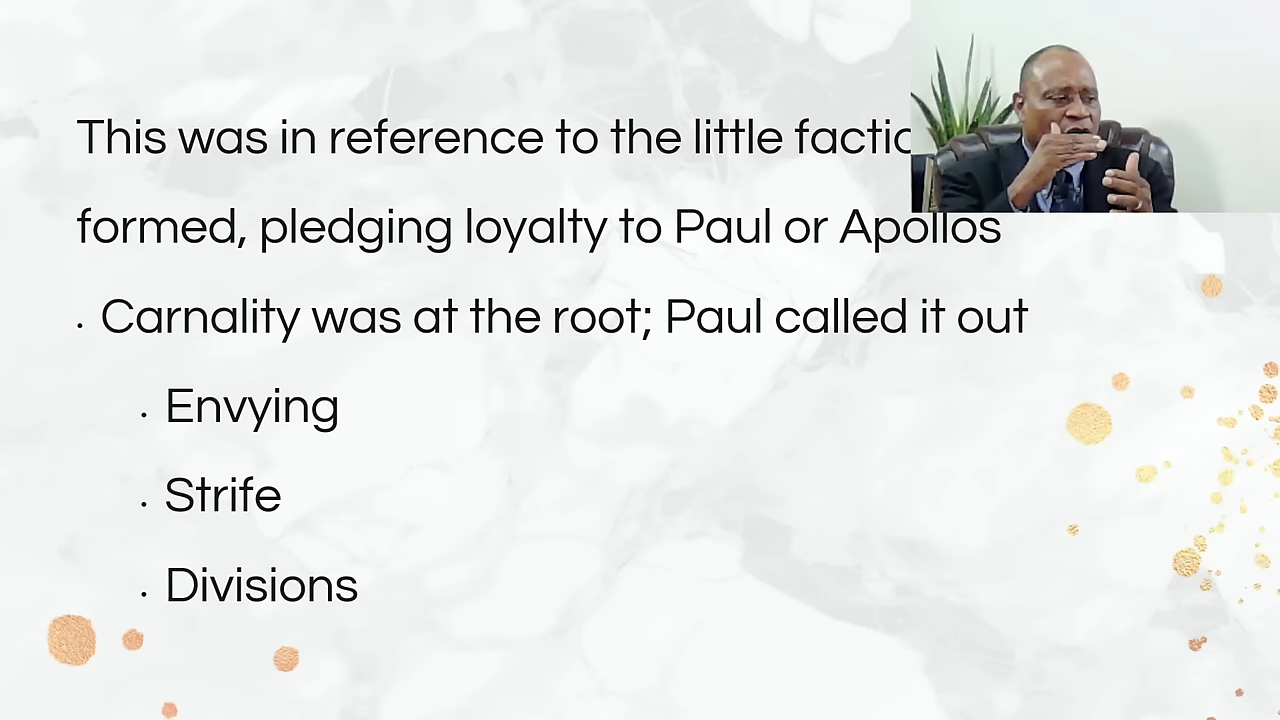 This was in reference to the little
formed, pledging loyalty to Paul or Apollos
· Carnality was at the root; Paul called it out
· Envying
· Strife
· Divisions